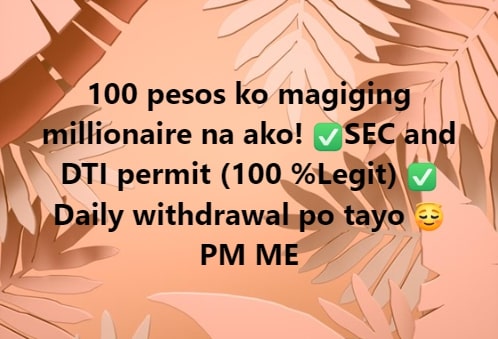 100 pesos ko magiging
millionaire na ako! ✅SEC and
DTI permit (100 %Legit) ✅
Daily withdrawal po tayo 😌
PM ME